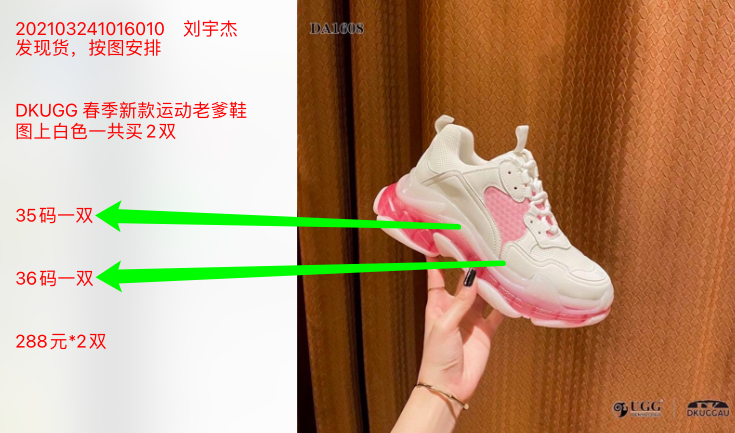 202103241016010 刘宇杰
发现货，按图安排
DKUGG 春季新款运动老爹鞋
图上白色一共买2双
35码一双
36码一双
288元*2双
DA1608
UGG
DKUGGAU